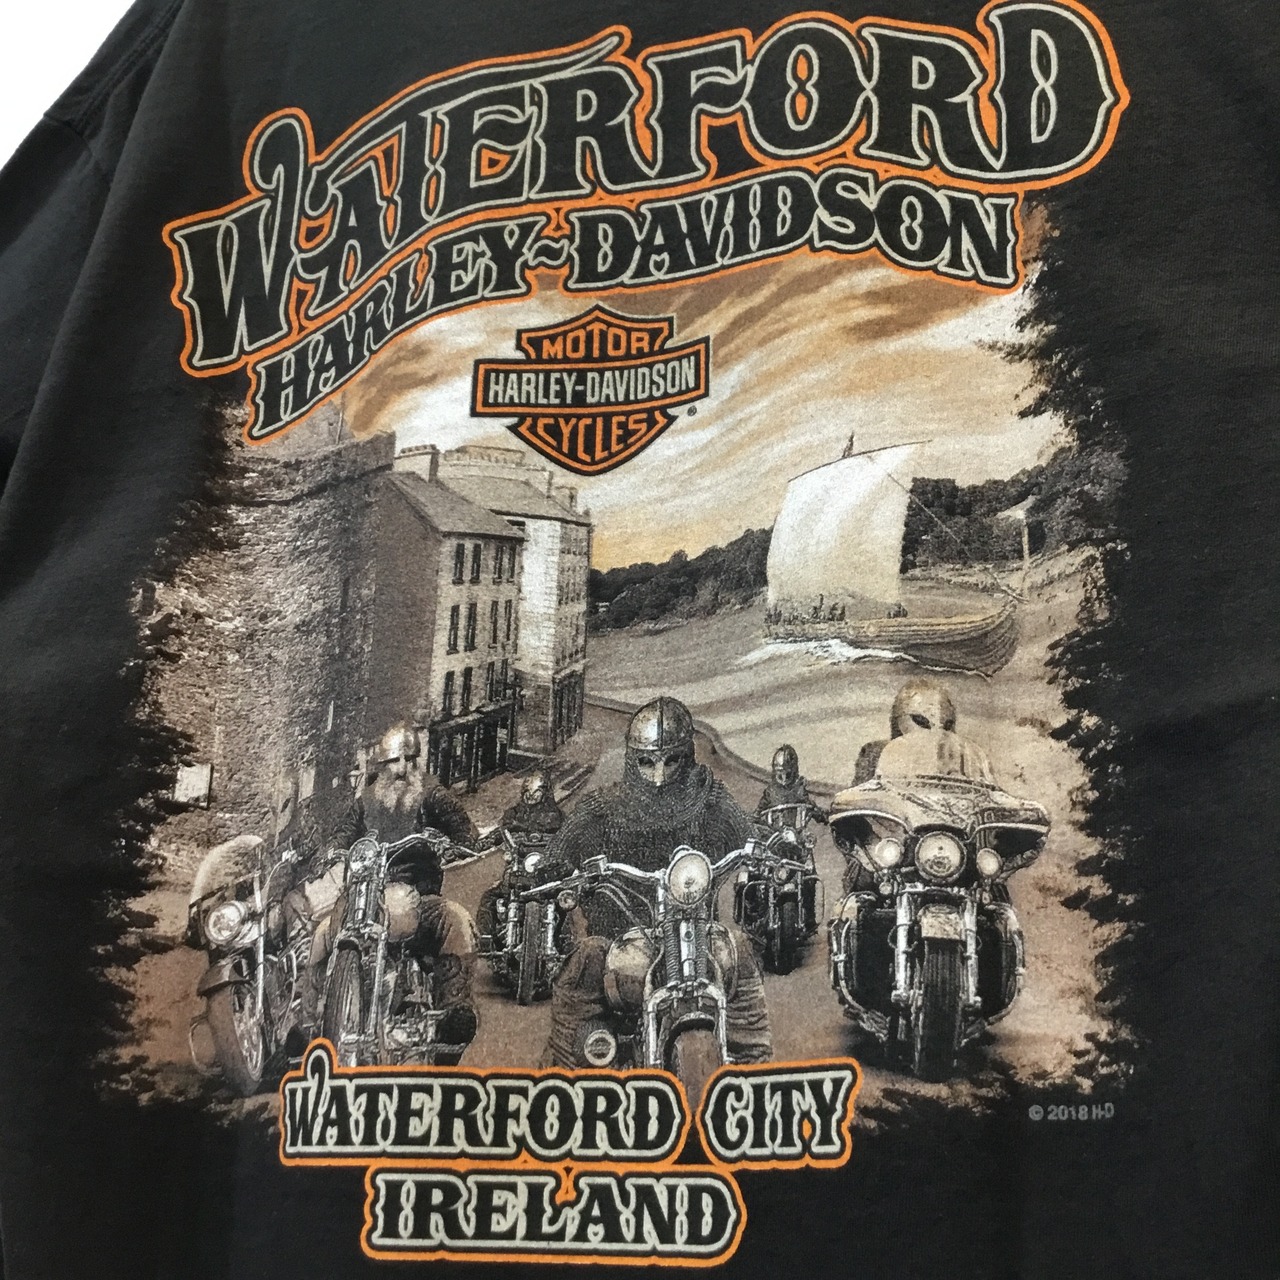 WATERFORD
HARLEY~DAVIDSON
MOTOR
HARLEY-DAVIDSON
®
CYCLES
WATERFORD CITY
© 2018 H-D
IRELAND